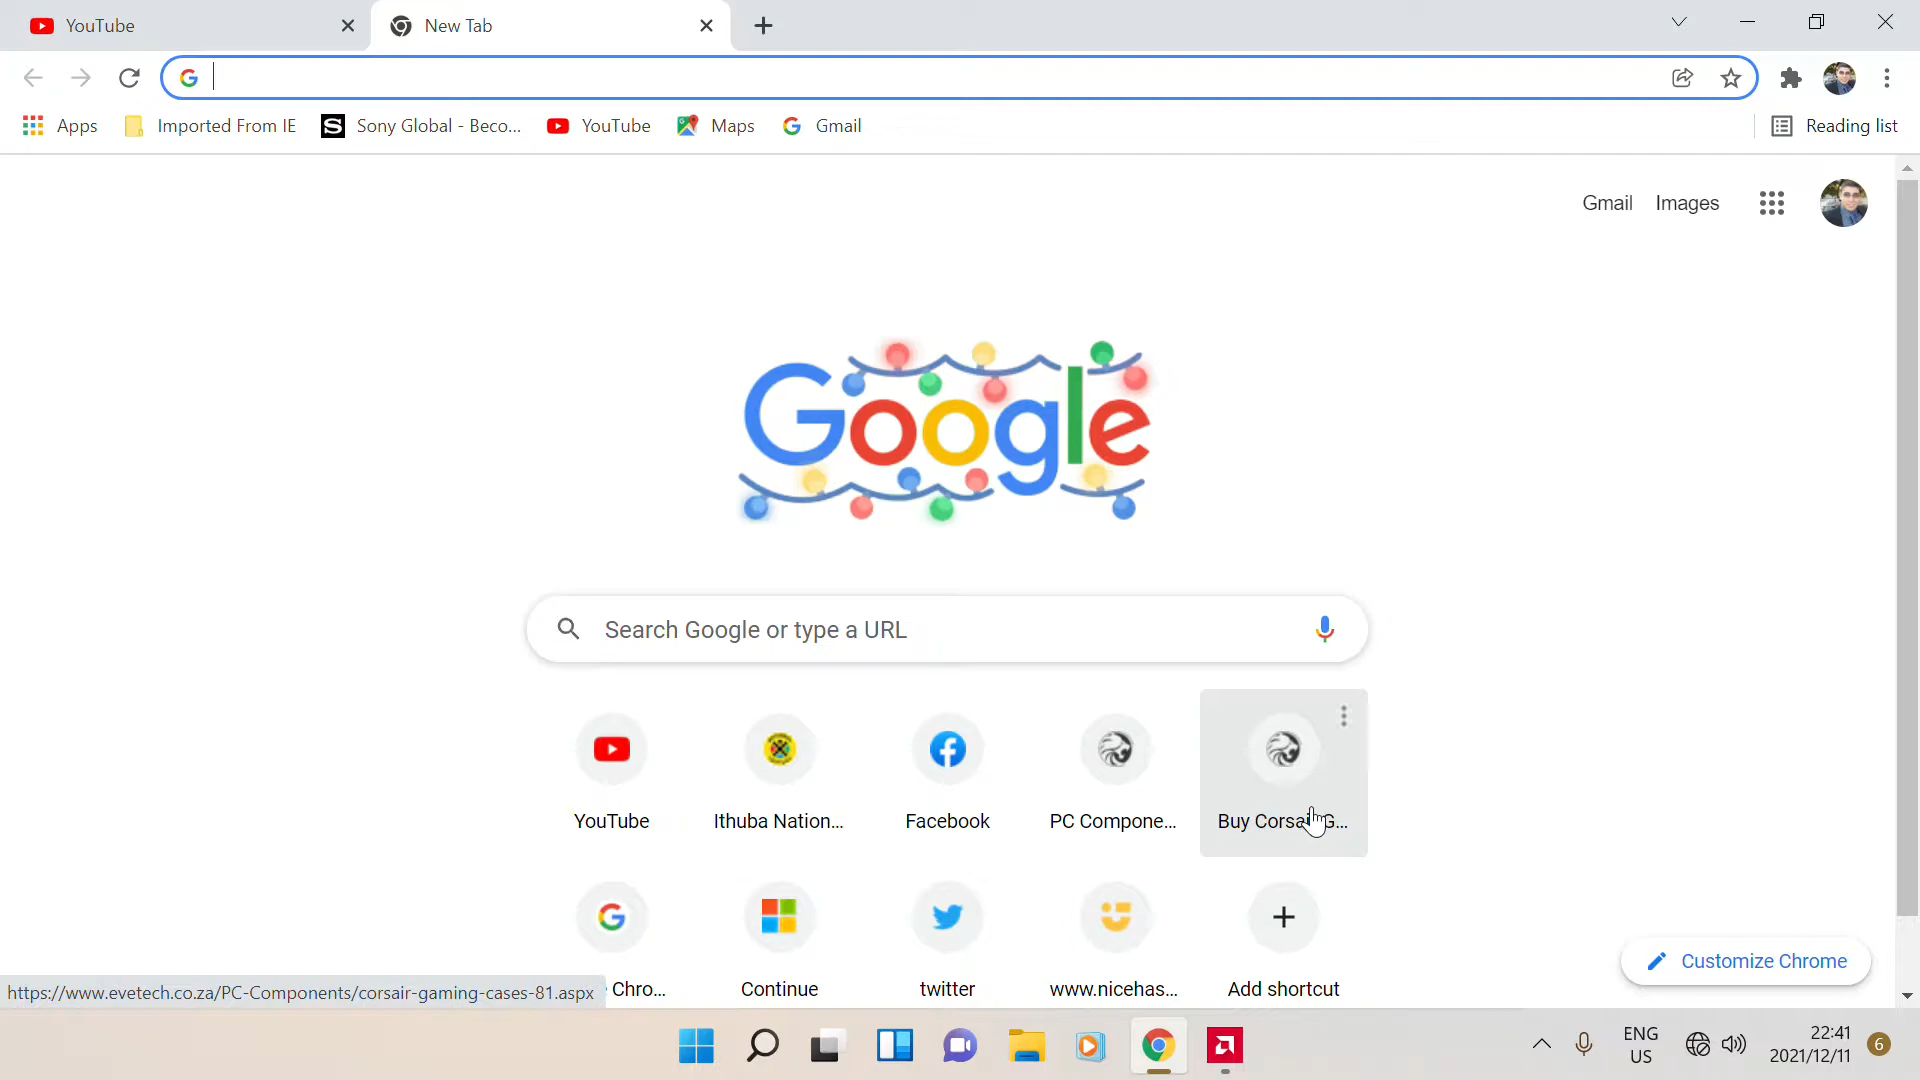 YouTube
New Tab
Apps
Imported From IE
Sony Global - Beco...
YouTube
Maps
Gmail
Reading list
Gmail
Images
Google
Search Google or type a URL
YouTube
Ithuba Nation...
Facebook
PC Compone...
Buy Corsair G...
Chro...
Continue
twitter
www.nicehas...
Add shortcut
Customize Chrome
https://www.evetech.co.za/PC-Components/corsair-gaming-cases-81.aspx
ENG
US
22:41
2021/12/11
6